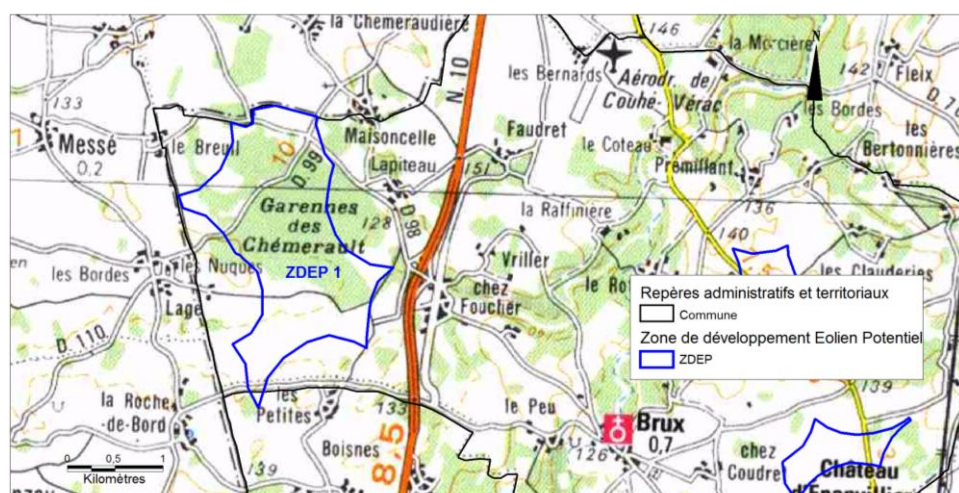 la Chemeraudière
146
la Morcière
N
les Bernards
Aérodr. de
Couhé-Vérac
142
Fleix
D 7
les Bordes
133
Messé
0,2
le Breuil
10
D 99
Maisoncelle
Lapiteau
N 10
Faudret
151
le Coteau
Prémillant
les
Bertonnières
136
Garennes
des
Chémerault
128
D 98
la Raffinière
140
ZDEP 1
les Bordes
les Nuques
Lage
D 110
Vriller
chez
Foucher
le Ro
les Clauderies
Repères administratifs et territoriaux
Commune
Zone de développement Eolien Potentiel
ZDEP
139
la Roche-
de-Bord
les
Petites
133
le Peu
Brux
0,7
126
8,5
Boisnes
139
chez
Coudre
Château
0 0,5 1
Kilomètres